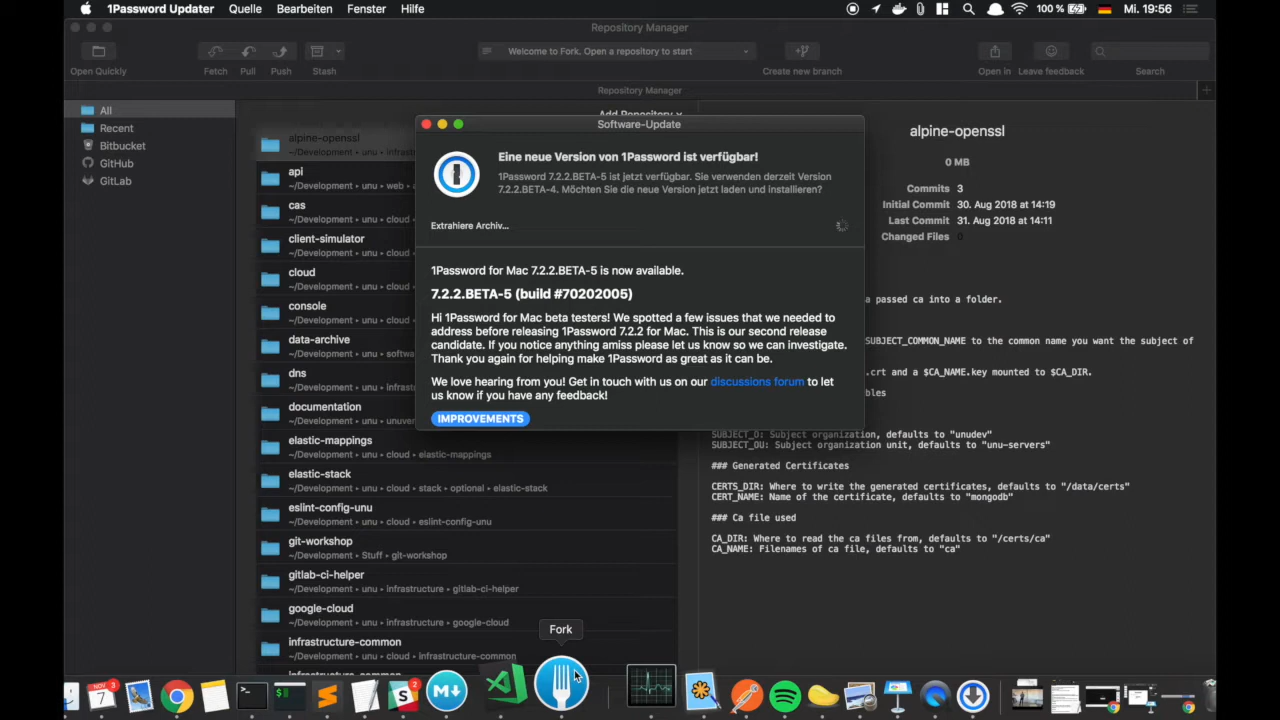 1Password Updater Quelle Bearbeiten Fenster Hilfe 100 % Mi. 19:56
Repository Manager
Welcome to Fork. Open a repository to start
Open Quickly Fetch Pull Push Stash Create new branch Open in Leave feedback Search
Repository Manager
All
Recent
Bitbucket
GitHub
GitLab
alpine-openssl
~/Development • unu • infras
api
~/Development • unu • web • a
cas
~/Development • unu • cloud •
client-simulator
~/Development • unu • cloud •
cloud
~/Development • unu • cloud
console
~/Development • unu • cloud •
data-archive
~/Development • unu • softwa
dns
~/Development • unu • infras
documentation
~/Development • unu • unuver
elastic-mappings
~/Development • unu • cloud • elastic-mappings
elastic-stack
~/Development • unu • cloud • stack • optional • elastic-stack
eslint-config-unu
~/Development • unu • cloud • eslint-config-unu
git-workshop
~/Development • Stuff • git-workshop
gitlab-ci-helper
~/Development • unu • infrastructure • gitlab-ci-helper
google-cloud
~/Development • unu • infrastructure • google-cloud
infrastructure-common
~/Development • unu • cloud • infrastructure-common
Software-Update
Eine neue Version von 1Password ist verfügbar!
1Password 7.2.2.BETA-5 ist jetzt verfügbar. Sie verwenden derzeit Version
7.2.2.BETA-4. Möchten Sie die neue Version jetzt laden und installieren?
Extrahiere Archiv...
1Password for Mac 7.2.2.BETA-5 is now available.
7.2.2.BETA-5 (build #70202005)
Hi 1Password for Mac beta testers! We spotted a few issues that we needed to
address before releasing 1Password 7.2.2 for Mac. This is our second release
candidate. If you notice anything amiss please let us know so we can investigate.
Thank you again for helping make 1Password as great as it can be.
We love hearing from you! Get in touch with us on our discussions forum to let
us know if you have any feedback!
IMPROVEMENTS
alpine-openssl
0 MB
Commits 3
Initial Commit 30. Aug 2018 at 14:19
Last Commit 31. Aug 2018 at 14:11
Changed Files 0
a passed ca into a folder.
SUBJECT_COMMON_NAME to the common name you want the subject of
.crt and a $CA_NAME.key mounted to $CA_DIR.
bles
SUBJECT_O: Subject organization, defaults to "unudev"
SUBJECT_OU: Subject organization unit, defaults to "unu-servers"
### Generated Certificates
CERTS_DIR: Where to write the generated certificates, defaults to "/data/certs"
CERT_NAME: Name of the certificate, defaults to "mongodb"
### Ca file used
CA_DIR: Where to read the ca files from, defaults to "/certs/ca"
CA_NAME: Filenames of ca file, defaults to "ca"
Fork
NOV 7 3
2